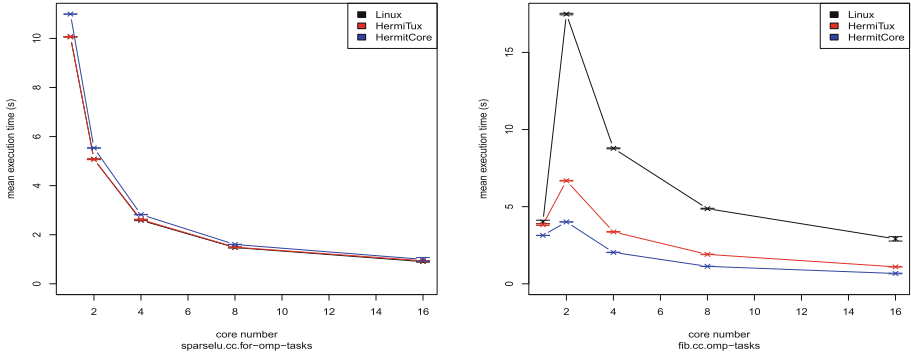 Linux
HermiTux
HermitCore
mean execution time (s)
10
8
6
4
2
0
2 4 6 8 10 12 14 16
core number
sparselu.cc.for-omp-tasks
Linux
HermiTux
HermitCore
mean execution time (s)
15
10
5
0
2 4 6 8 10 12 14 16
core number
fib.cc.omp-tasks